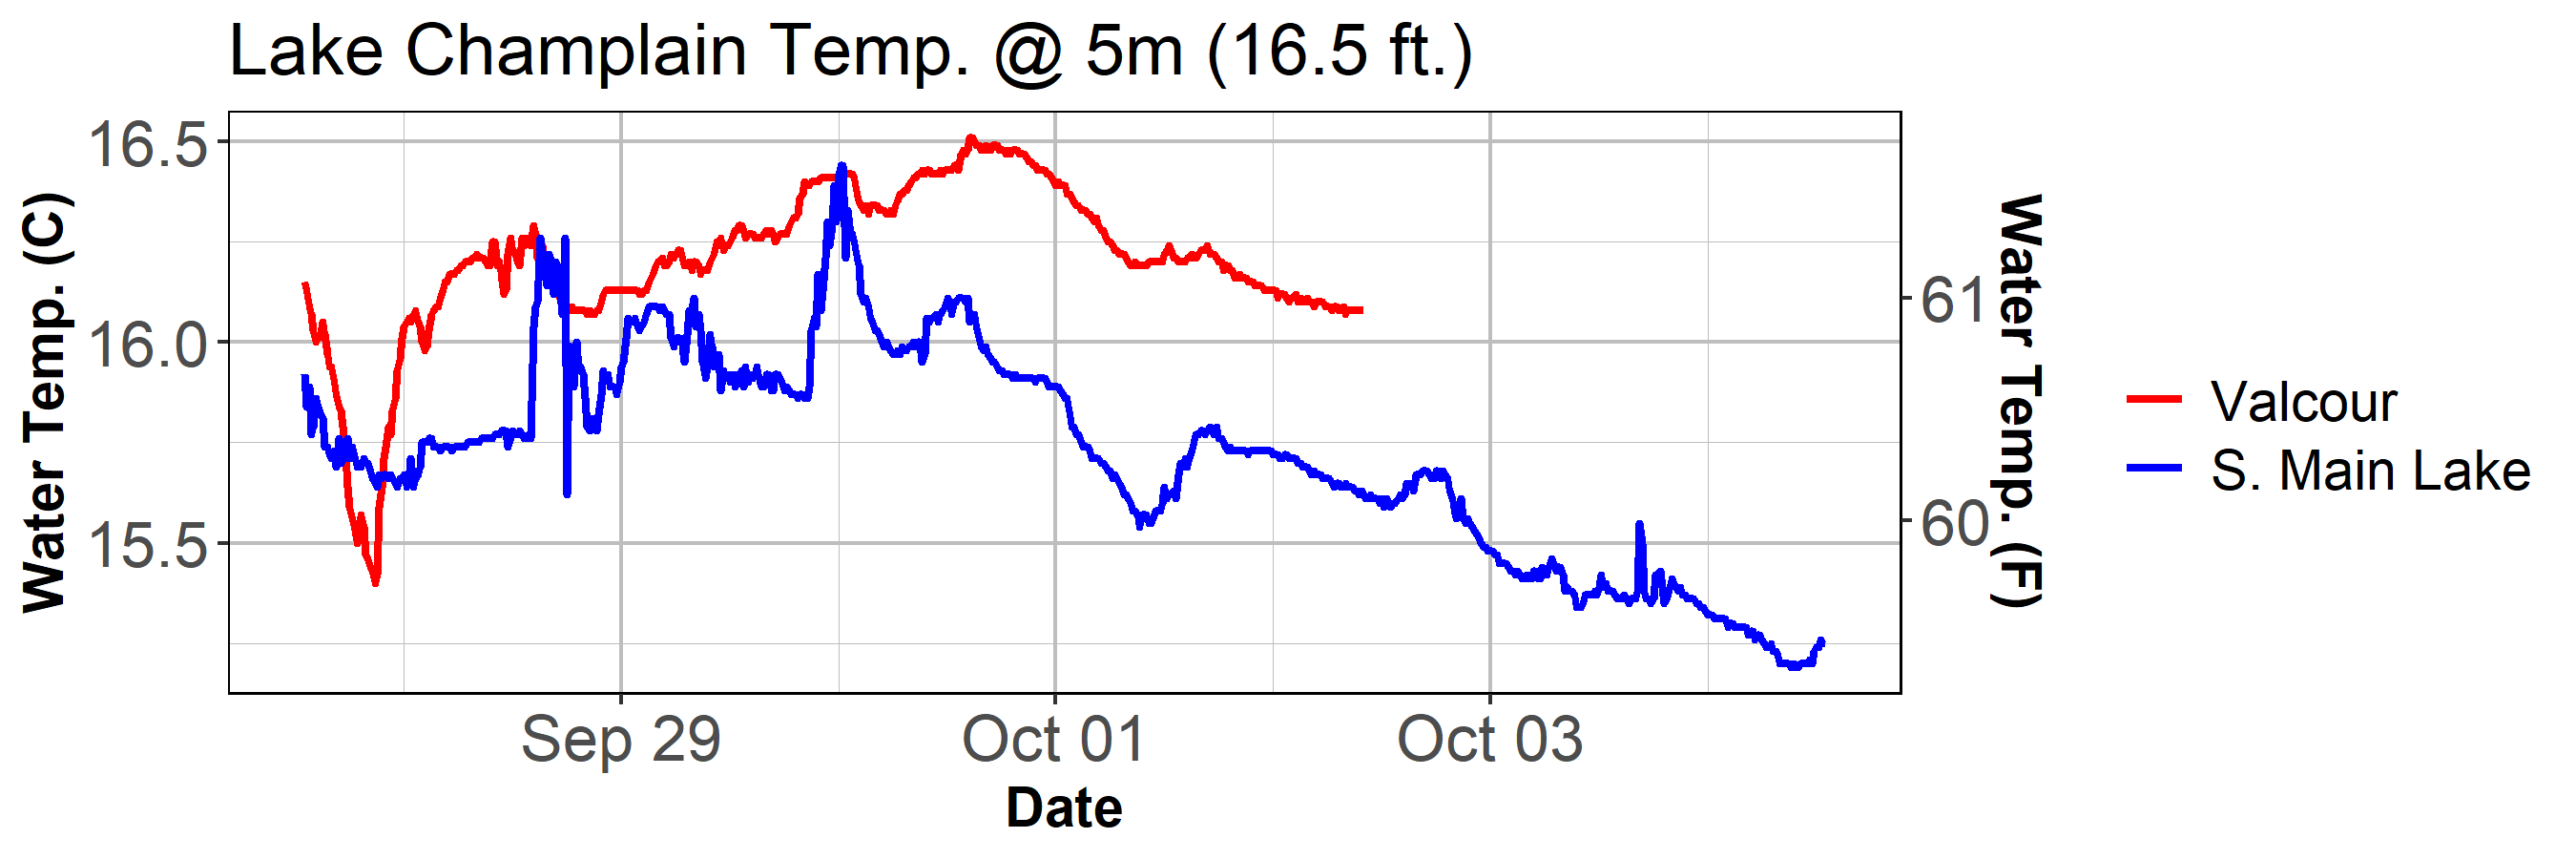 Lake Champlain Temp. @ 5m (16.5 ft.)
16.5
16.0
15.5
Water Temp. (C)
61
60
Water Temp. (F)
Sep 29
Oct 01
Oct 03
Date
Valcour
S. Main Lake